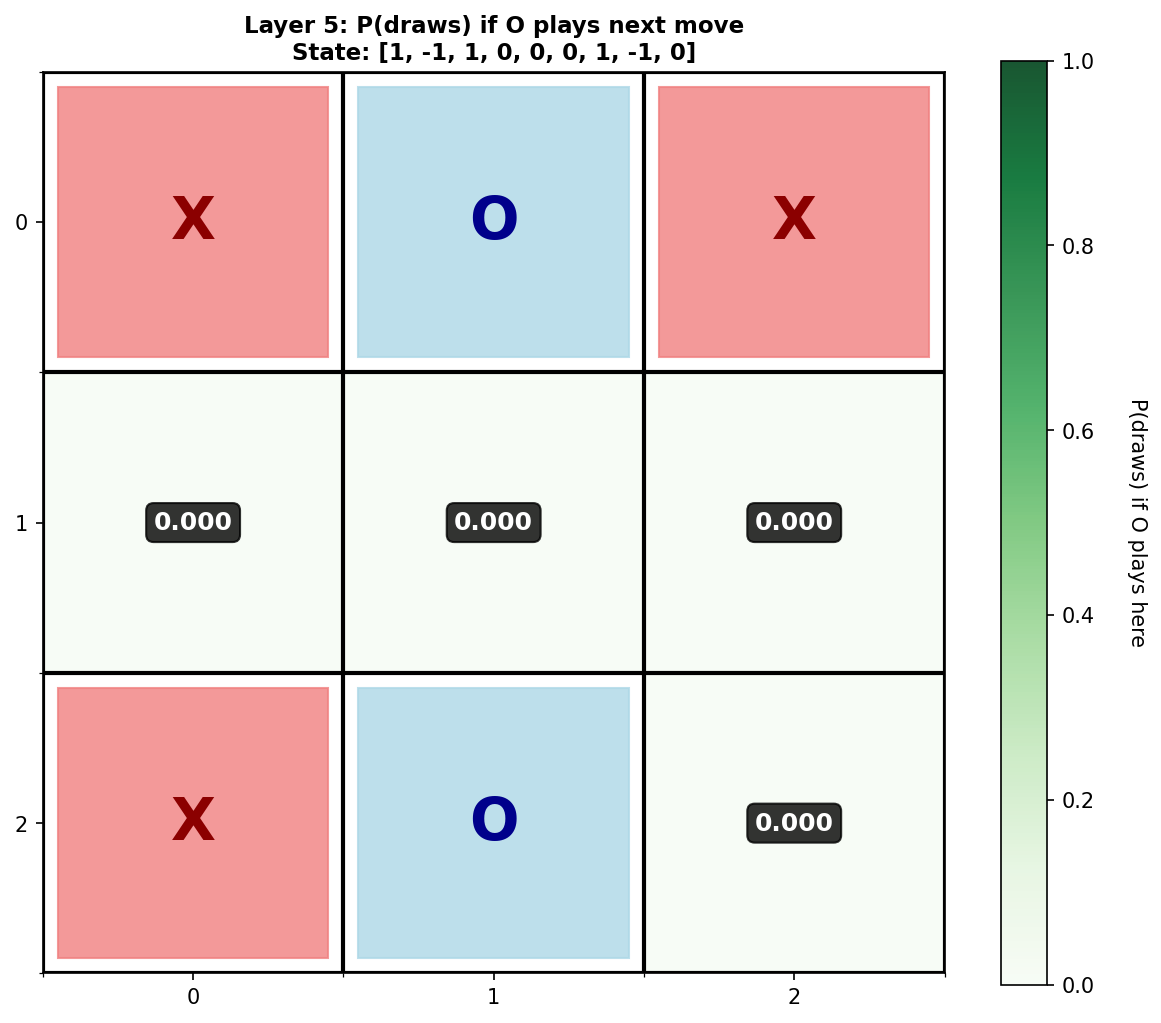 Layer 5: P(draws) if O plays next move
State: [1, -1, 1, 0, 0, 0, 1, -1, 0]
X
O
X
0.000
0.000
0.000
X
O
0.000
0
1
2
0
1
2
1.0
0.8
0.6
0.4
0.2
0.0
P(draws) if O plays here